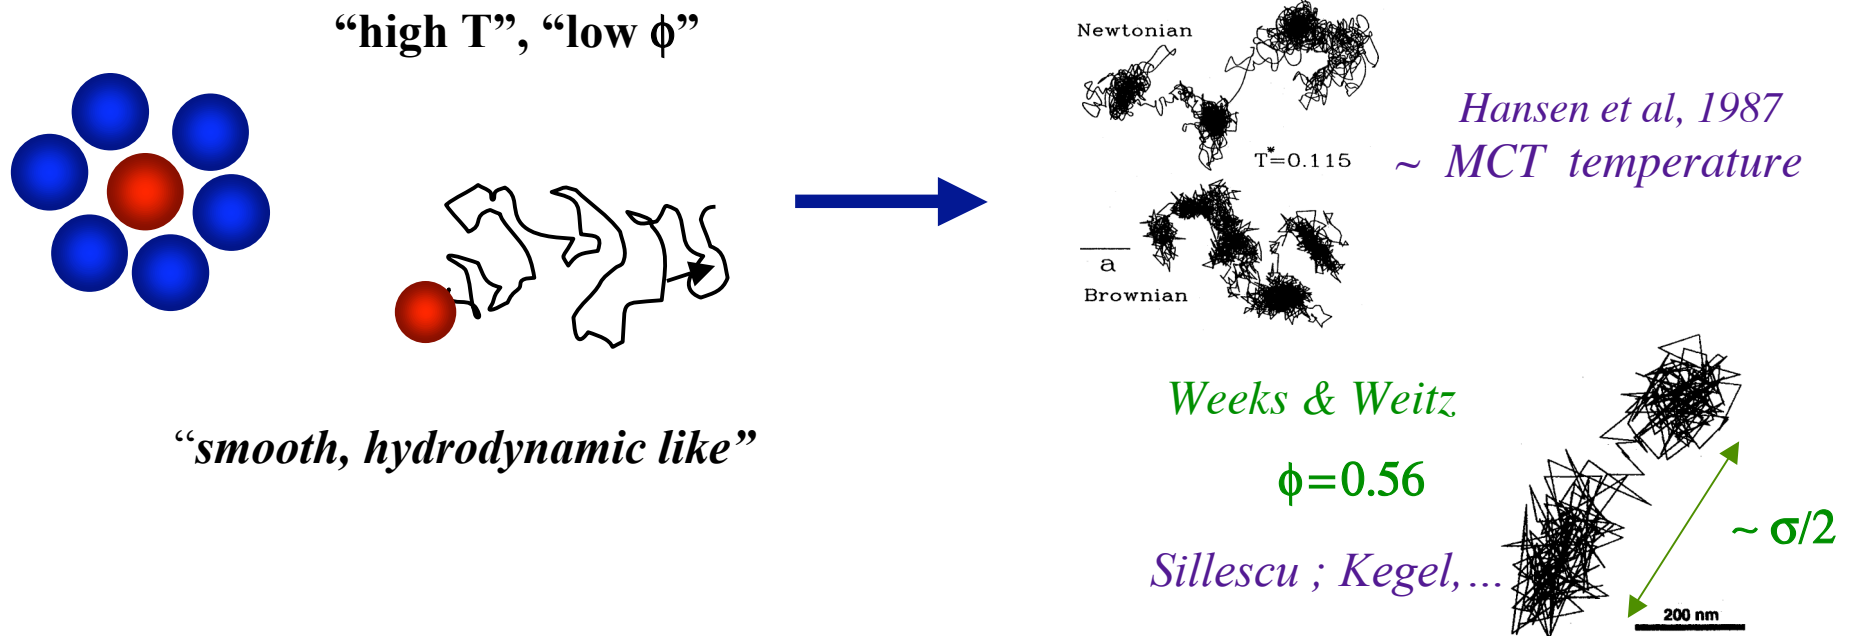 “high T”, “low ϕ”
“smooth, hydrodynamic like”
Newtonian
T*=0.115
a
Brownian
Hansen et al, 1987
~ MCT temperature
Weeks & Weitz
ϕ=0.56
Sillescu ; Kegel,...
~ σ/2
200 nm